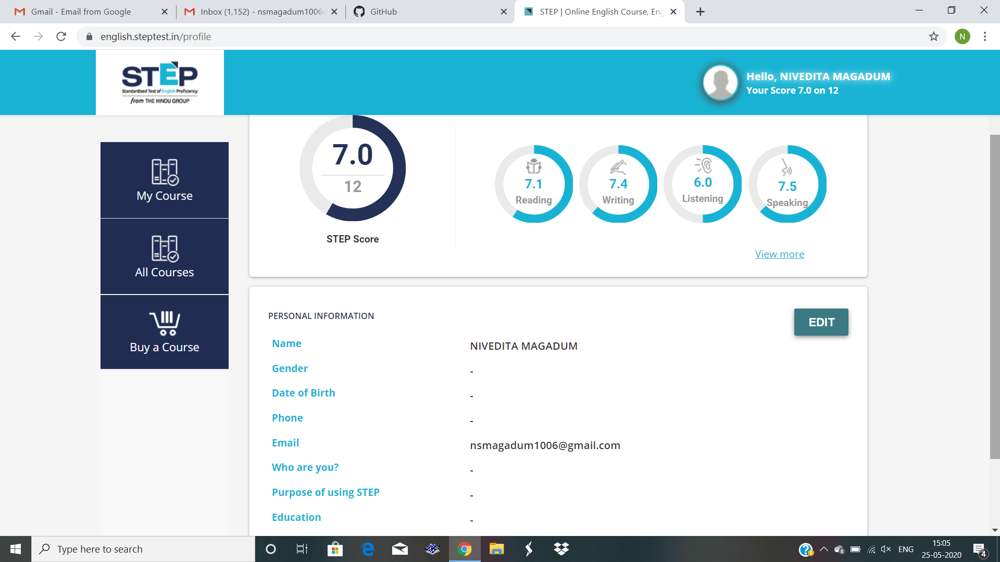 Gmail - Email from Google
Inbox (1,152) - nsmagadum1006
GitHub
STEP | Online English Course, Eng
english.steptest.in/profile
N
STEP
Standardised Test of English Proficiency
from THE HINDU GROUP
Hello, NIVEDITA MAGADUM
Your Score 7.0 on 12
My Course
All Courses
Buy a Course
7.0
12
STEP Score
7.1
Reading
7.4
Writing
6.0
Listening
7.5
Speaking
View more
PERSONAL INFORMATION
EDIT
Name
NIVEDITA MAGADUM
Gender
-
Date of Birth
-
Phone
-
Email
nsmagadum1006@gmail.com
Who are you?
-
Purpose of using STEP
-
Education
-
Type here to search
ENG
15:05
25-05-2020
4